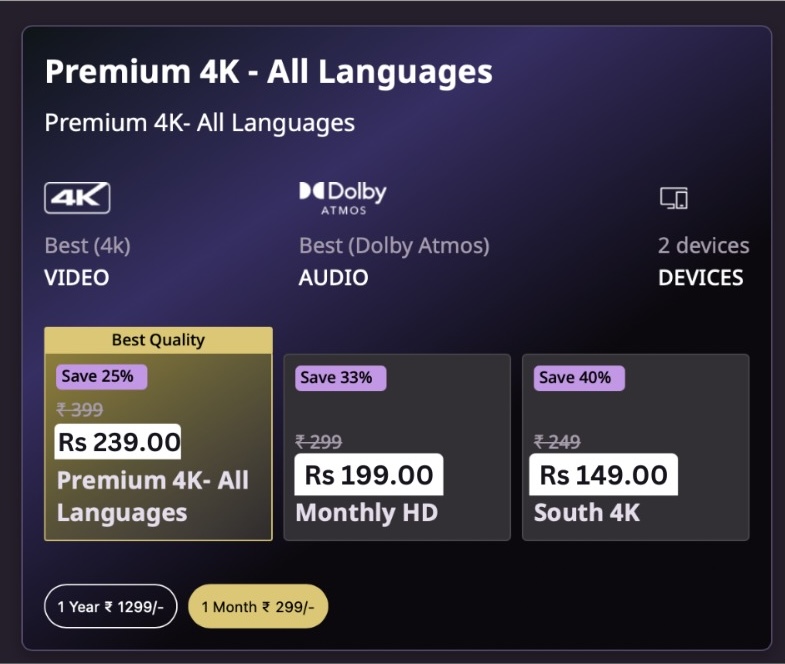 Premium 4K - All Languages
Premium 4K- All Languages
4K
Dolby
ATMOS
Best (4k)
VIDEO
Best (Dolby Atmos)
AUDIO
2 devices
DEVICES
Best Quality
Save 25%
₹ 399
Rs 239.00
Premium 4K- All
Languages
Save 33%
₹ 299
Rs 199.00
Monthly HD
Save 40%
₹ 249
Rs 149.00
South 4K
1 Year ₹ 1299/-
1 Month ₹ 299/-